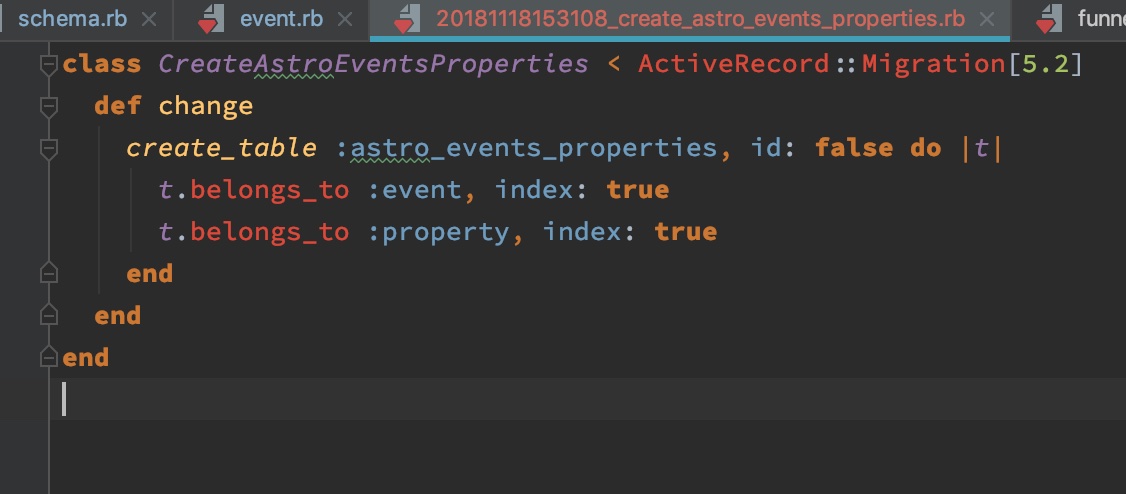 schema.rb event.rb 20181118153108_create_astro_events_properties.rb funne
class CreateAstroEventsProperties < ActiveRecord::Migration[5.2]
  def change
    create_table :astro_events_properties, id: false do |t|
      t.belongs_to :event, index: true
      t.belongs_to :property, index: true
    end
  end
end